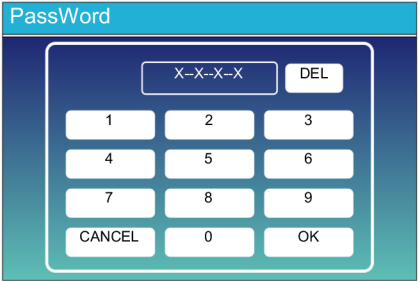 PassWord
X--X--X--X DEL
1 2 3
4 5 6
7 8 9
CANCEL 0 OK